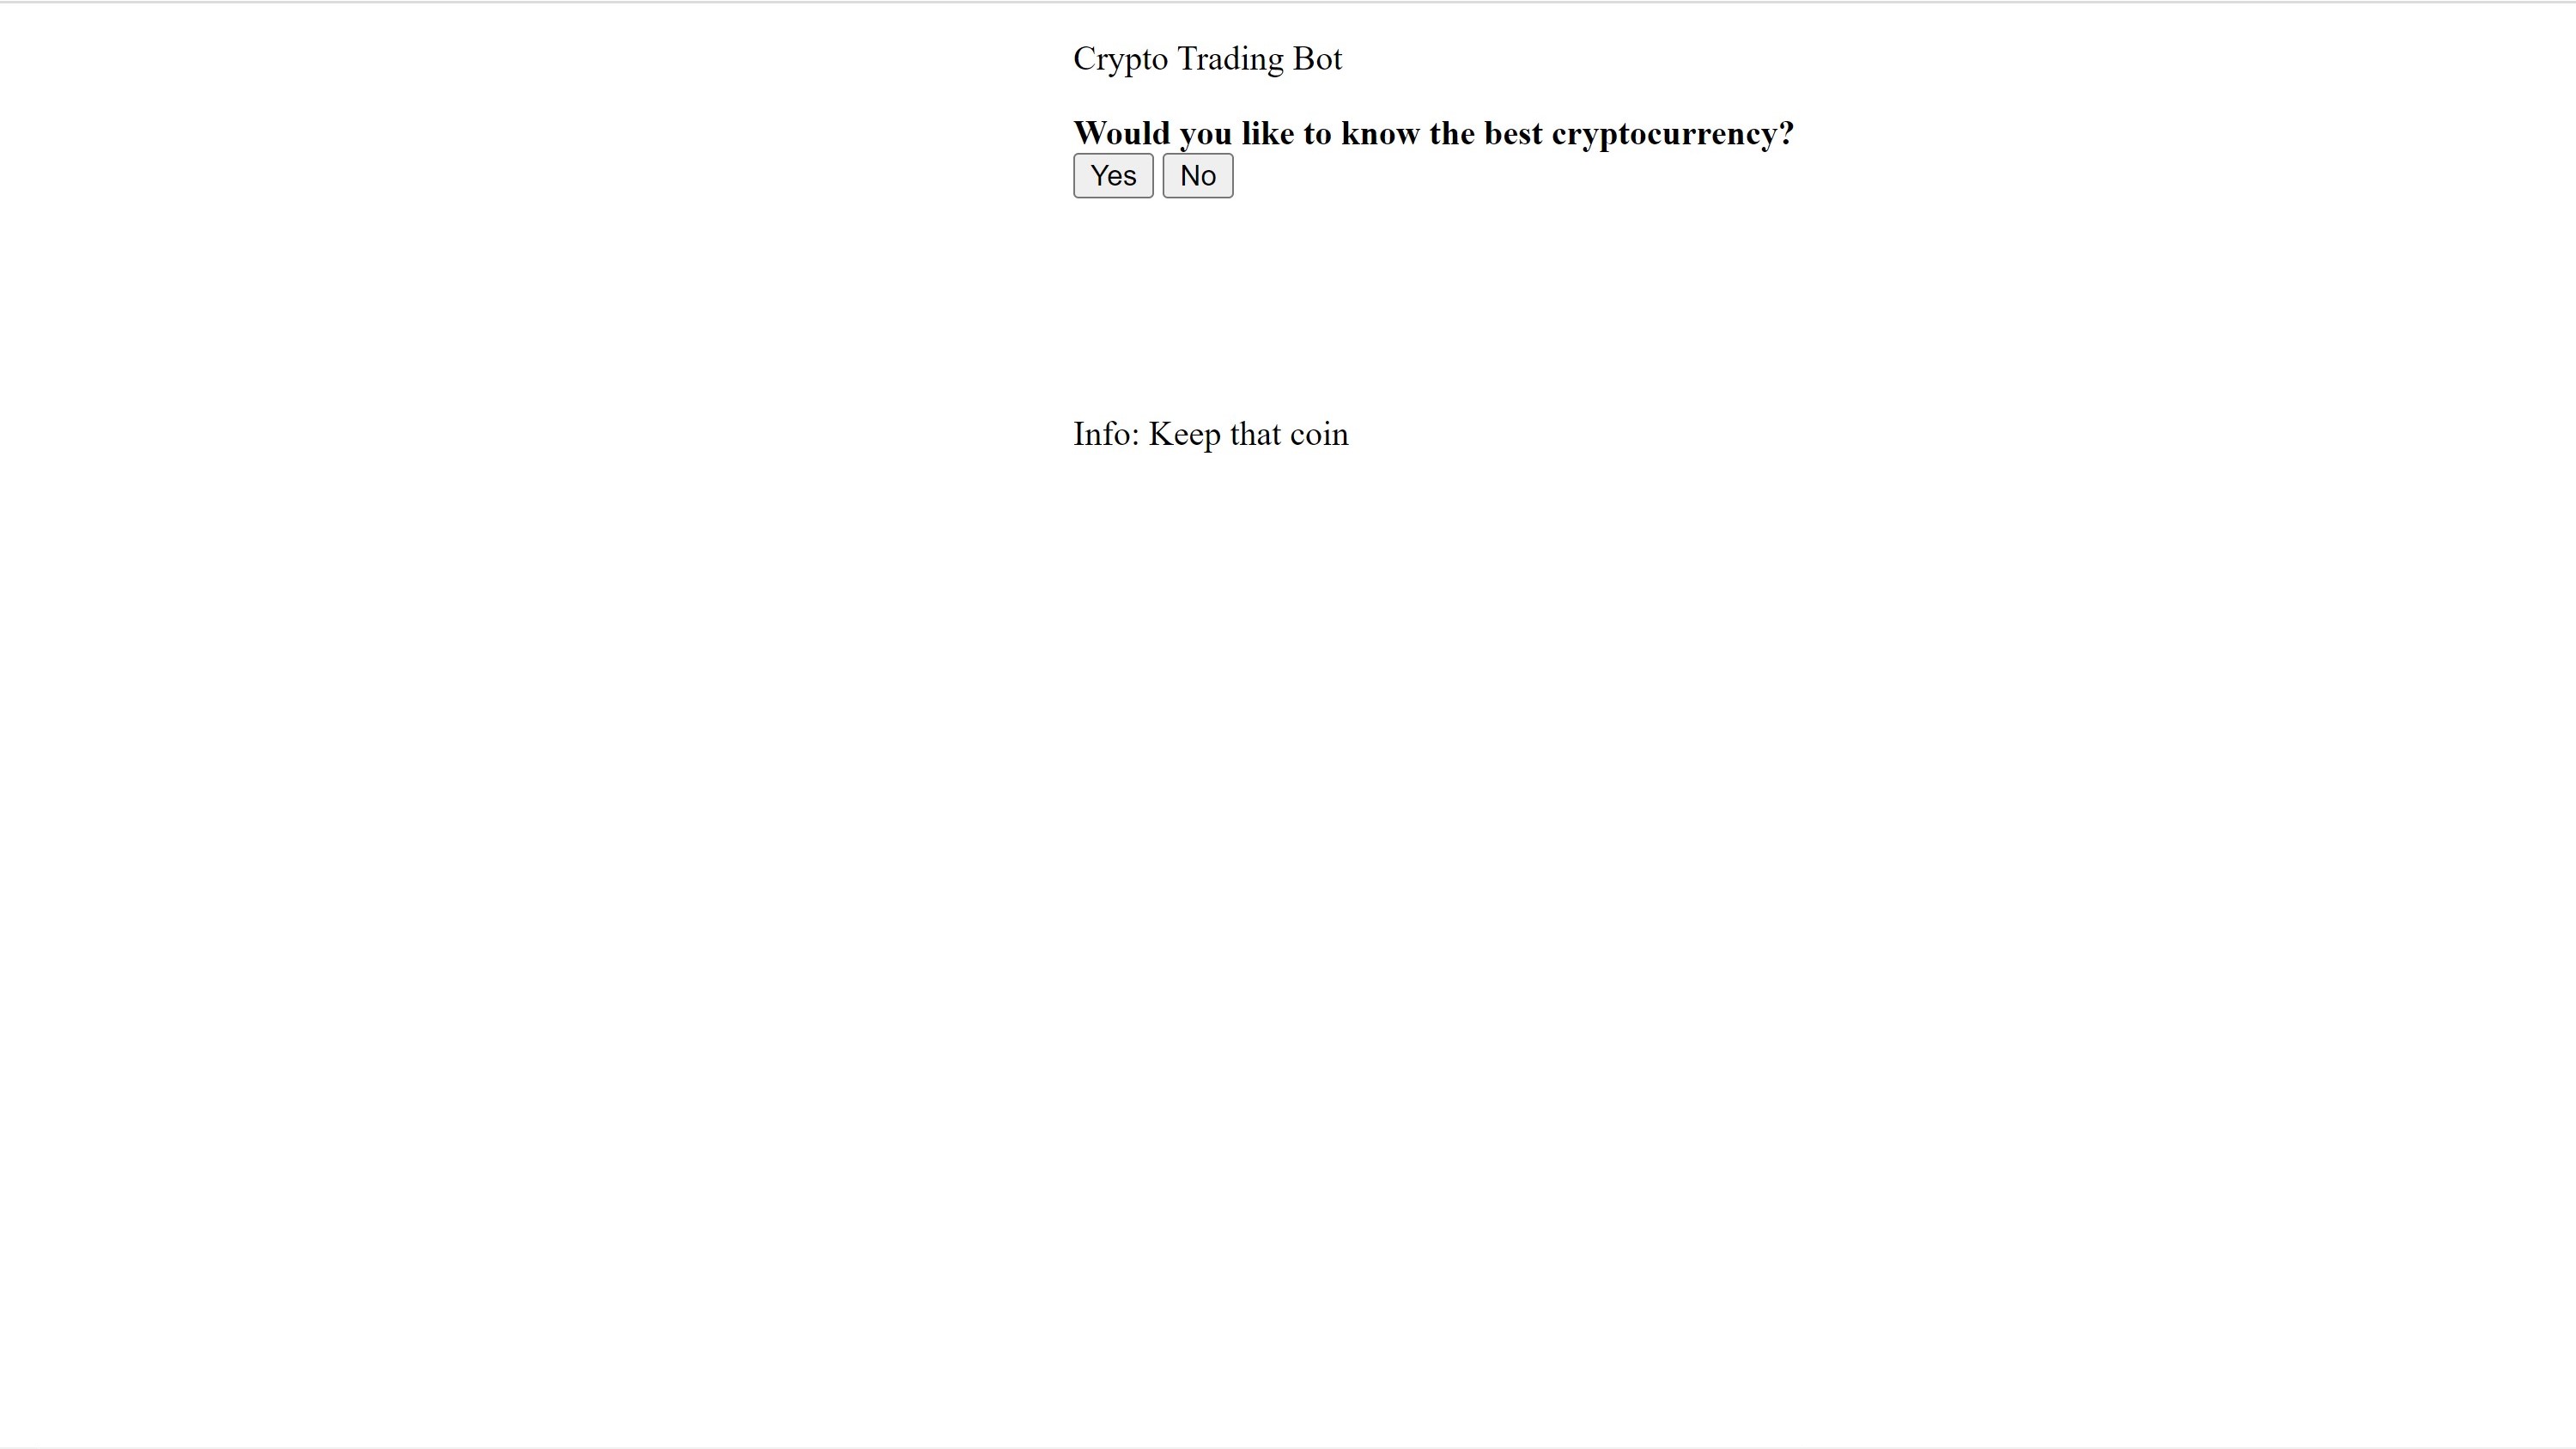 Crypto Trading Bot
Would you like to know the best cryptocurrency?
Yes No
Info: Keep that coin